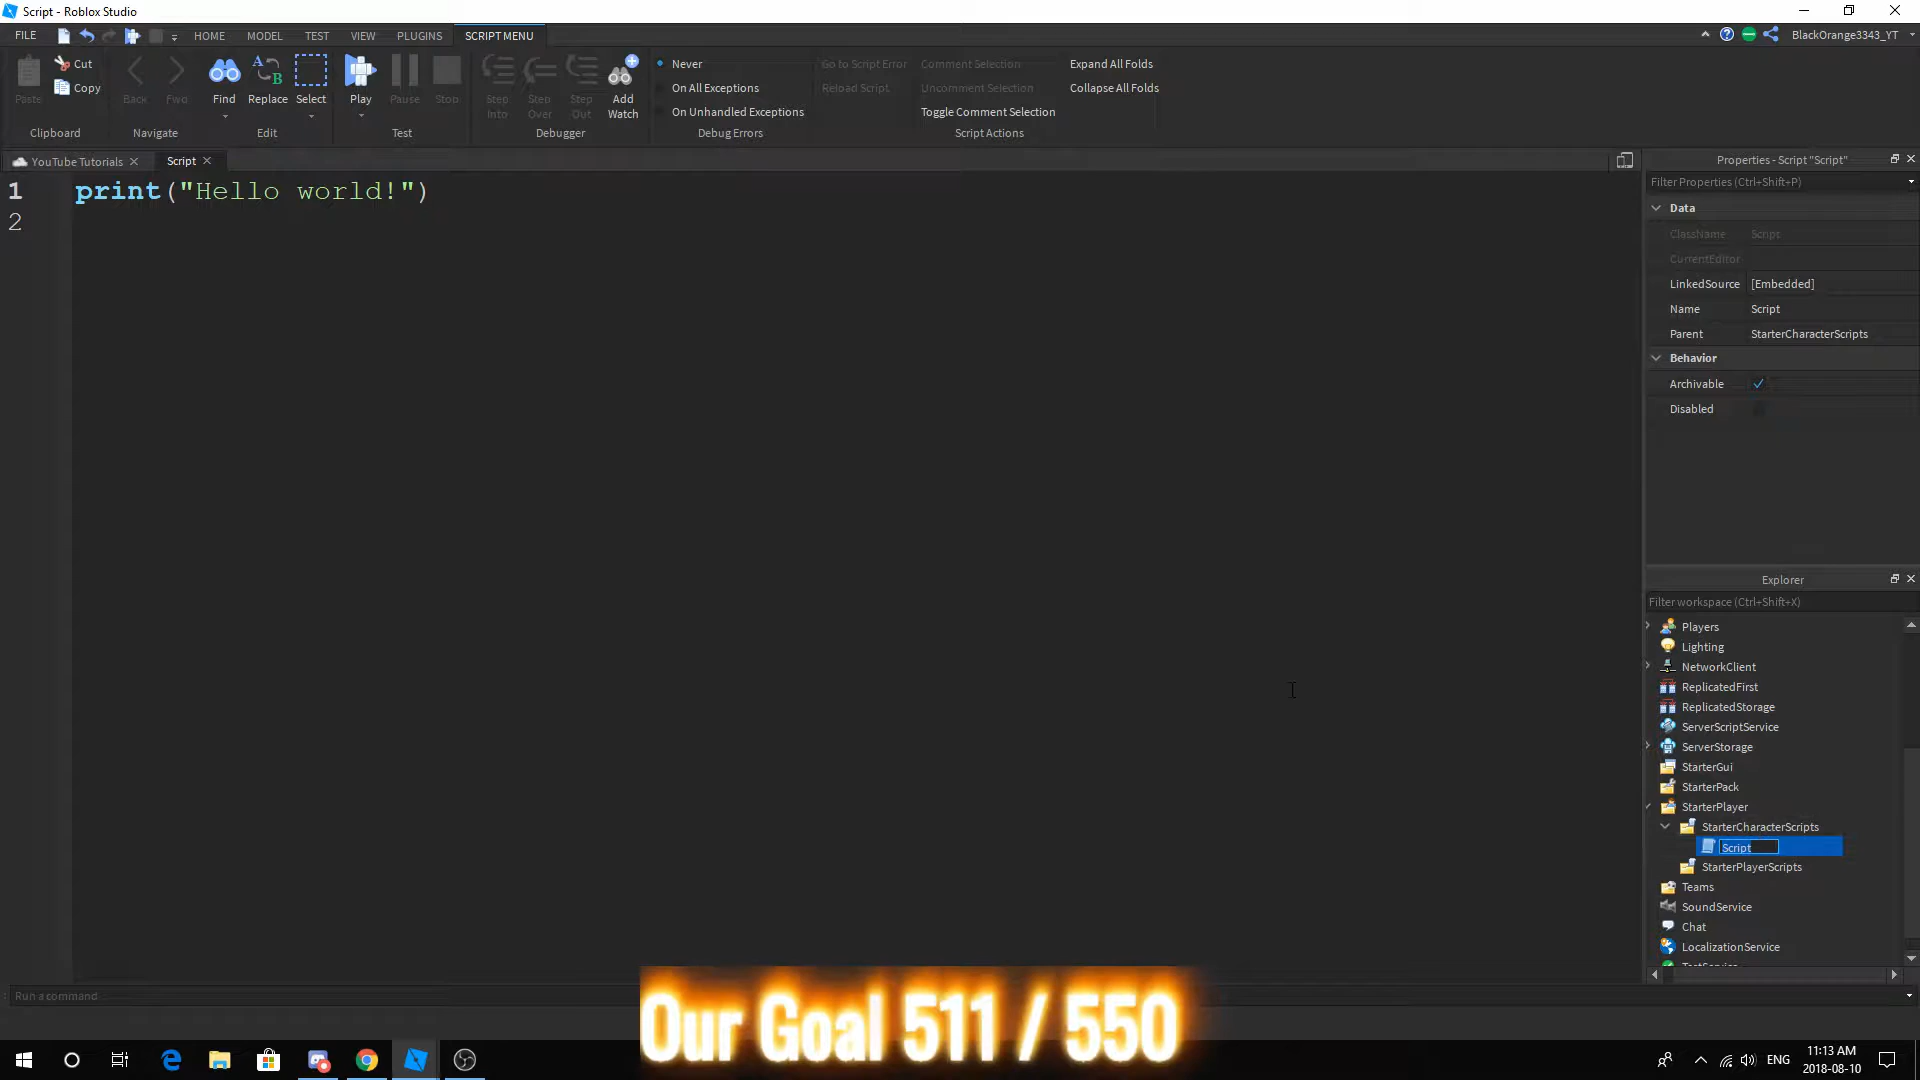 Script - Roblox Studio
FILE HOME MODEL TEST VIEW PLUGINS SCRIPT MENU BlackOrange3343_YT
Cut Never Go to Script Error Comment Selection Expand All Folds
Copy On All Exceptions Reload Script Uncomment Selection Collapse All Folds
Paste Back Fwd Find Replace Select Play Pause Stop Step Into Step Over Step Out Add Watch On Unhandled Exceptions Toggle Comment Selection
Clipboard Navigate Edit Test Debugger Debug Errors Script Actions
YouTube Tutorials Script
1 print("Hello world!")
2
Properties - Script "Script"
Filter Properties (Ctrl+Shift+P)
Data
ClassName Script
CurrentEditor
LinkedSource [Embedded]
Name Script
Parent StarterCharacterScripts
Behavior
Archivable
Disabled
Explorer
Filter workspace (Ctrl+Shift+X)
Players
Lighting
NetworkClient
ReplicatedFirst
ReplicatedStorage
ServerScriptService
ServerStorage
StarterGui
StarterPack
StarterPlayer
StarterCharacterScripts
Script
StarterPlayerScripts
Teams
SoundService
Chat
LocalizationService
TestService
Run a command
Our Goal 511 / 550
ENG 11:13 AM
2018-08-10